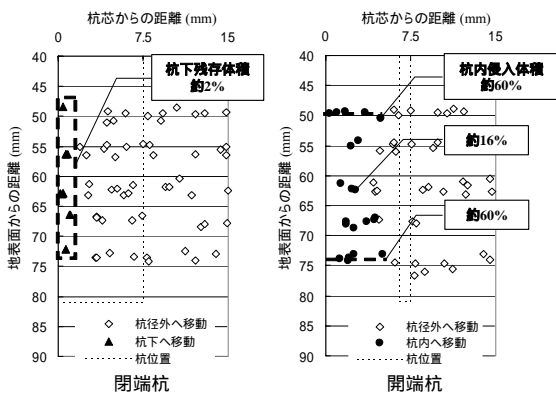 杭芯からの距離 (mm)
0 7.5 15
地表面からの距離 (mm)
40
45
50
55
60
65
70
75
80
85
90
杭下残存体積
約2%
◇ 杭径外へ移動
▲ 杭下へ移動
杭位置
閉端杭
杭芯からの距離 (mm)
0 7.5 15
地表面からの距離 (mm)
40
45
50
55
60
65
70
75
80
85
90
杭内侵入体積
約60%
約16%
約60%
◇ 杭径外へ移動
● 杭内へ移動
杭位置
開端杭